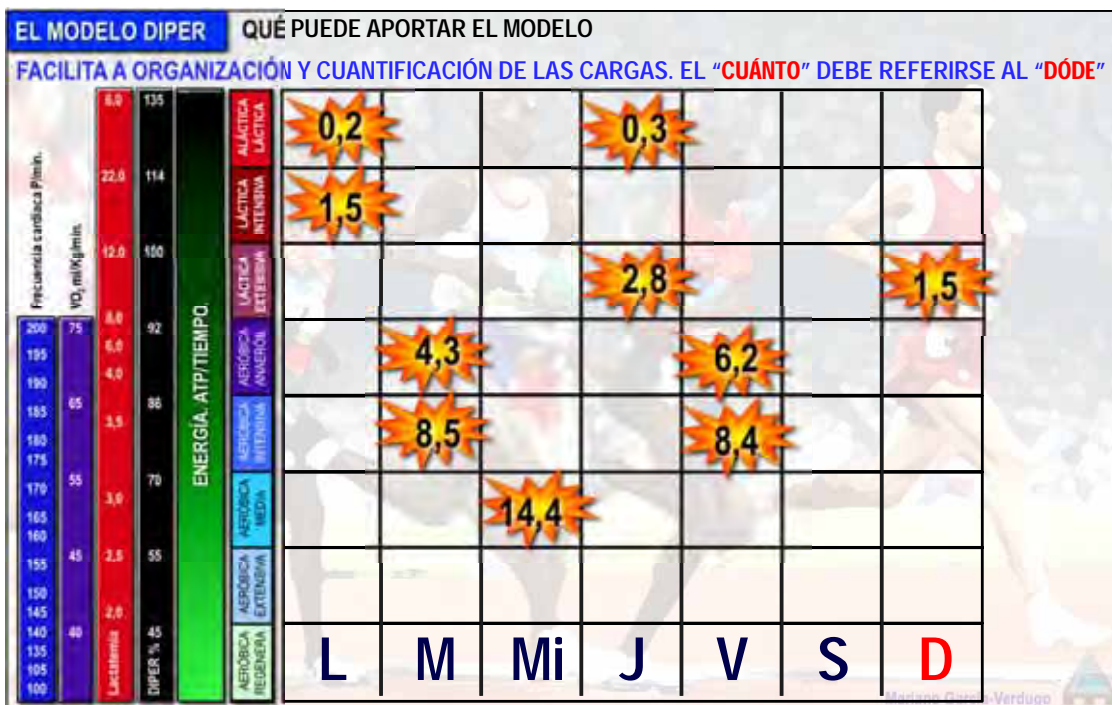 EL MODELO DIPER QUÉ PUEDE APORTAR EL MODELO
FACILITA A ORGANIZACIÓN Y CUANTIFICACIÓN DE LAS CARGAS. EL “CUÁNTO” DEBE REFERIRSE AL “DÓDE”
Frecuencia cardiaca P/min.
200
195
190
185
180
175
170
165
160
155
150
145
140
135
105
100
VO2 ml/Kg/min.
75
65
55
45
40
6,0
22,0
12,0
8,0
6,0
4,0
3,5
3,0
2,5
2,0
Lactatemia
135
114
100
92
86
70
55
45
DIPER %
ENERGÍA. ATP/TIEMPO.
ALÁCTICA
LÁCTICA
0,2
0,3
LÁCTICA
INTENSIVA
1,5
LÁCTICA
EXTENSIVA
2,8
1,5
AERÓBICA
ANAERÓB.
4,3
6,2
AERÓBICA
INTENSIVA
8,5
8,4
AERÓBICA
MEDIA
14,4
AERÓBICA
EXTENSIVA
AERÓBICA
REGENERA
L M Mi J V S D
Mariano García-Verdugo